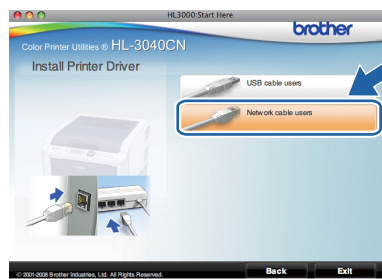 HL3000:Start Here
brother
Color Printer Utilities ® HL-3040CN
Install Printer Driver
USB cable users
Network cable users
© 2001-2008 Brother Industries, Ltd. All Rights Reserved.
Back
Exit